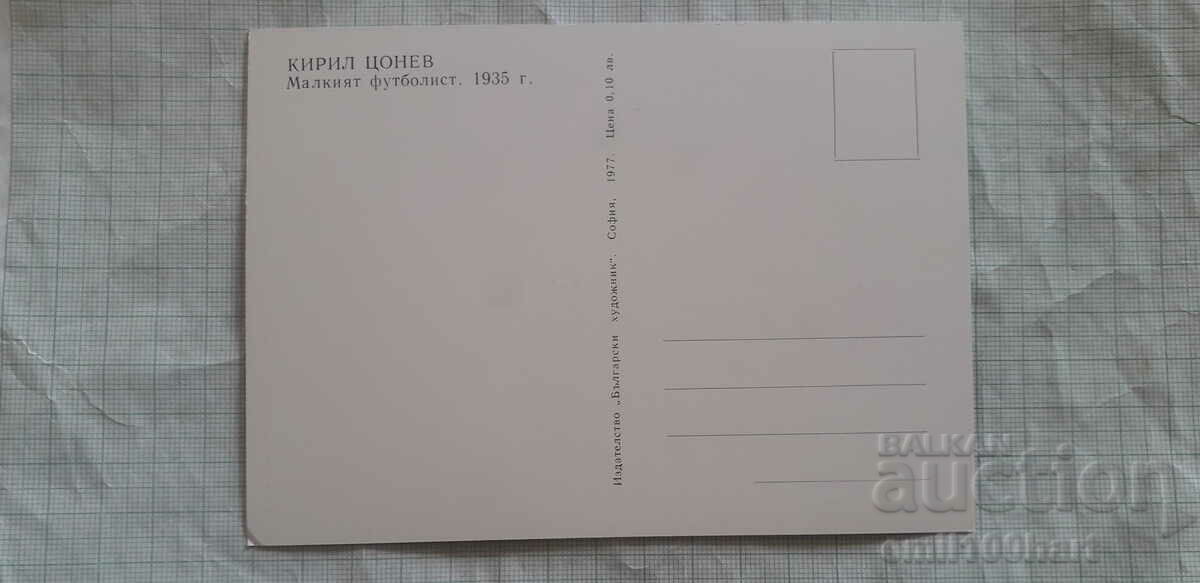 КИРИЛ ЦОНЕВ
Малкият футболист. 1935 г.
Издателство „Български художник“. София, 1977. Цена 0,10 лв.
BALKAN
auction